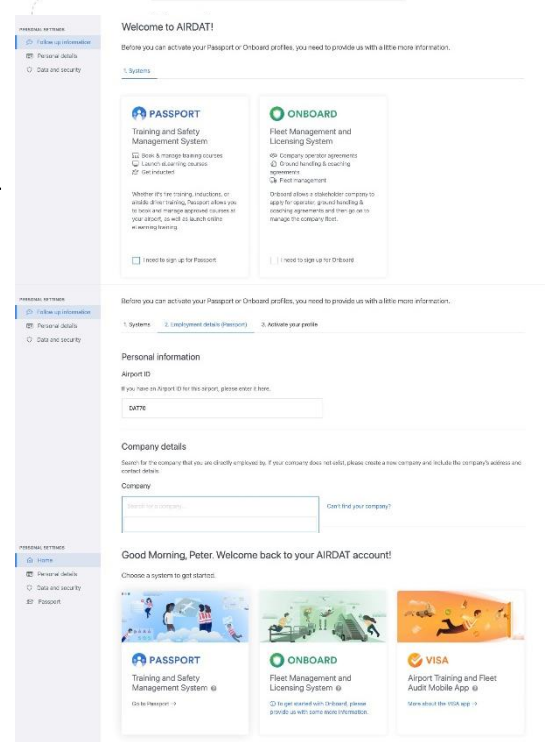 Welcome to AIRDAT!
PERSONAL SETTINGS
Follow up information
Personal details
Data and security
Before you can activate your Passport or Onboard profiles, you need to provide us with a little more information.
1. Systems
PASSPORT
Training and Safety
Management System
Book & manage training courses
Launch eLearning courses
Get inducted
Whether it's fire training, inductions, or
airside driver training, Passport allows you
to book and manage approved courses at
your airport, as well as launch online
eLearning training
I need to sign up for Passport
ONBOARD
Fleet Management and
Licensing System
Company operator agreements
Ground handling & coaching
agreements
Fleet management
Onboard allows a stakeholder company to
apply for operator, ground handling &
coaching agreements and then go on to
manage the company fleet.
I need to sign up for Onboard
PERSONAL SETTINGS
Follow up information
Personal details
Data and security
Before you can activate your Passport or Onboard profiles, you need to provide us with a little more information.
1. Systems
2. Employment details (Passport)
3. Activate your profile
Personal information
Airport ID
If you have an Airport ID for this airport, please enter it here.
DAT76
Company details
Search for the company that you are directly employed by. If your company does not exist, please create a new company and include the company's address and
contact details.
Company
Search for a company...
Can't find your company?
PERSONAL SETTINGS
Home
Personal details
Data and security
Passport
Good Morning, Peter. Welcome back to your AIRDAT account!
Choose a system to get started.
PASSPORT
Training and Safety
Management System
Go to Passport →
ONBOARD
Fleet Management and
Licensing System
To get started with Onboard, please
provide us with some more information.
VISA
Airport Training and Fleet
Audit Mobile App
More about the VISA app →